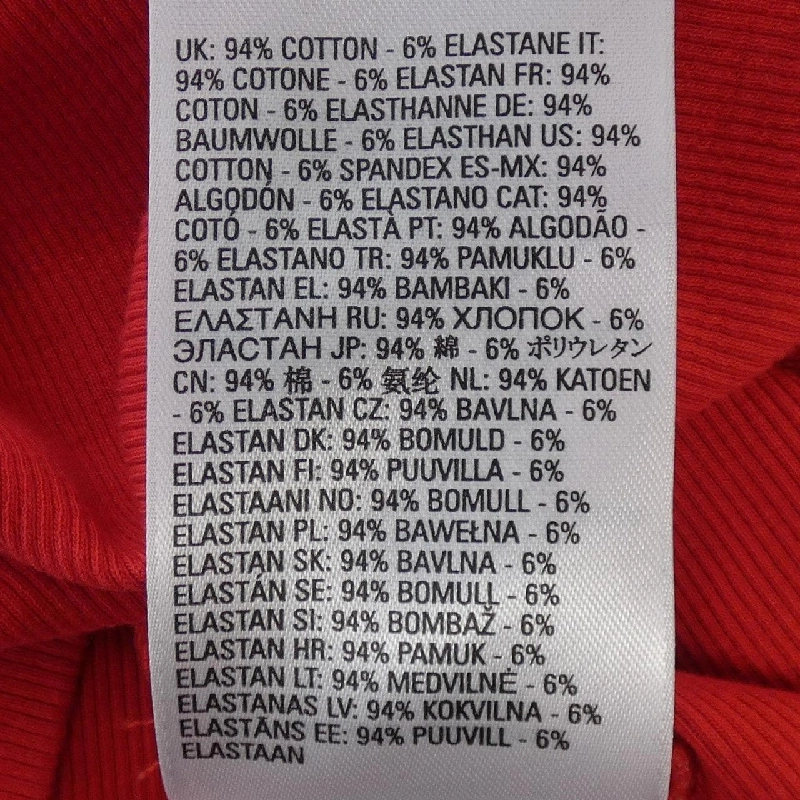 UK: 94% COTTON - 6% ELASTANE IT:
94% COTONE - 6% ELASTAN FR: 94%
COTON - 6% ELASTHANNE DE: 94%
BAUMWOLLE - 6% ELASTHAN US: 94%
COTTON - 6% SPANDEX ES-MX: 94%
ALGODÓN - 6% ELASTANO CAT: 94%
COTÓ - 6% ELASTÀ PT: 94% ALGODÃO -
6% ELASTANO TR: 94% PAMUKLU - 6%
ELASTAN EL: 94% BAMBAKI - 6%
ΕΛΑΣΤΑΝΗ RU: 94% ХЛОПОК - 6%
ЭЛАСТАН JP: 94% 綿 - 6% ポリウレタン
CN: 94% 棉 - 6% 氨纶 NL: 94% KATOEN
- 6% ELASTAN CZ: 94% BAVLNA - 6%
ELASTAN DK: 94% BOMULD - 6%
ELASTAN FI: 94% PUUVILLA - 6%
ELASTAANI NO: 94% BOMULL - 6%
ELASTAN PL: 94% BAWEŁNA - 6%
ELASTAN SK: 94% BAVLNA - 6%
ELASTÁN SE: 94% BOMULL - 6%
ELASTAN SI: 94% BOMBAŽ - 6%
ELASTAN HR: 94% PAMUK - 6%
ELASTAN LT: 94% MEDVILNĖ - 6%
ELASTANAS LV: 94% KOKVILNA - 6%
ELASTĀNS EE: 94% PUUVILL - 6%
ELASTAAN